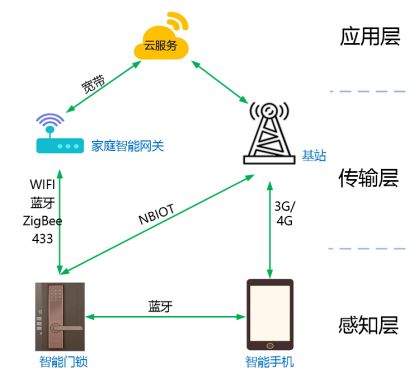 应用层
云服务
宽带
家庭智能网关
基站
传输层
WIFI
蓝牙
ZigBee
433
NBIOT
3G/
4G
蓝牙
感知层
智能门锁
智能手机